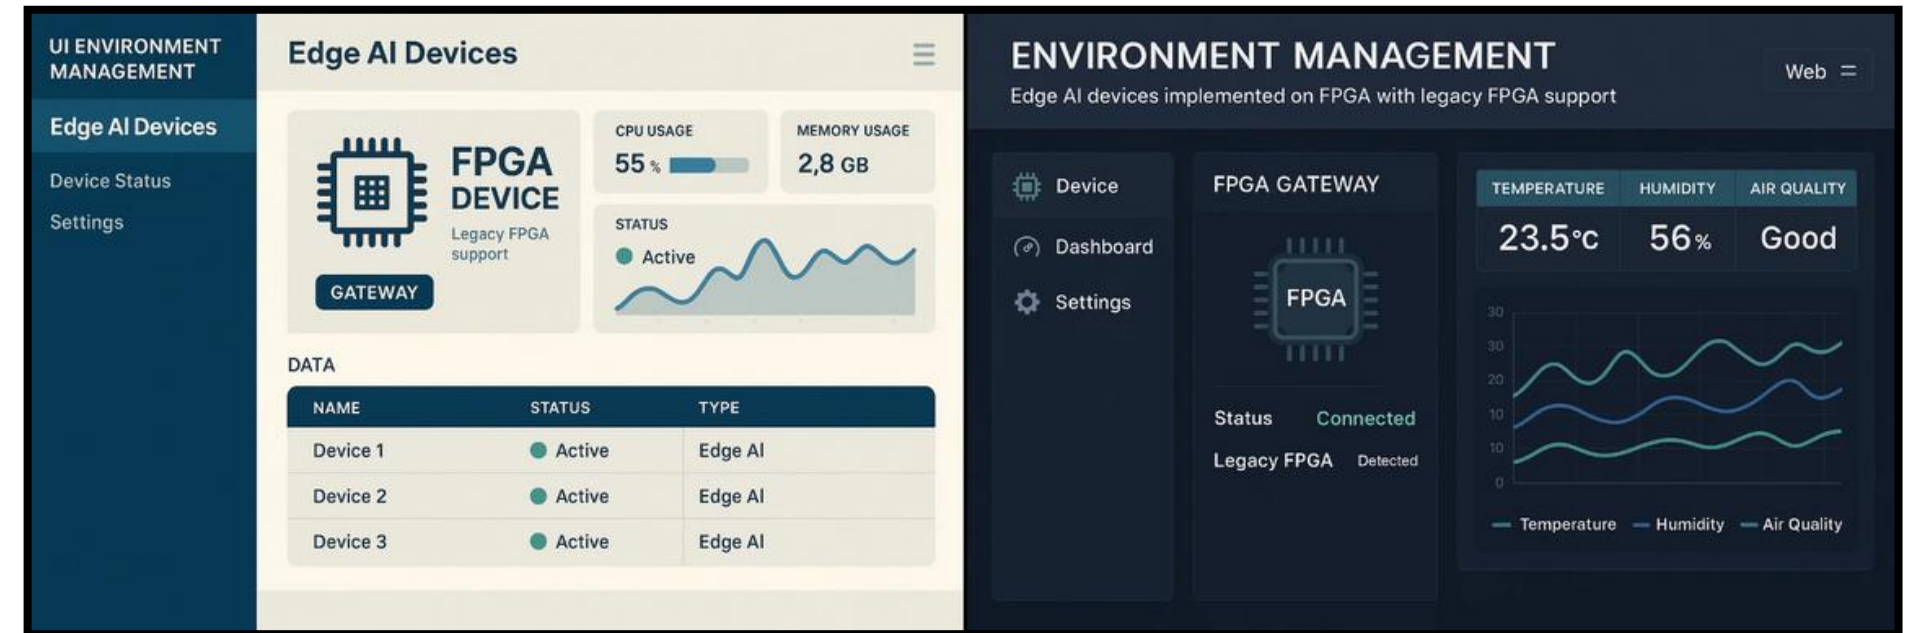 UI ENVIRONMENT
MANAGEMENT
Edge AI Devices
Device Status
Settings
Edge AI Devices
FPGA
DEVICE
Legacy FPGA
support
GATEWAY
CPU USAGE
55 %
MEMORY USAGE
2,8 GB
STATUS
Active
DATA
NAME STATUS TYPE
Device 1 Active Edge AI
Device 2 Active Edge AI
Device 3 Active Edge AI
ENVIRONMENT MANAGEMENT
Edge AI devices implemented on FPGA with legacy FPGA support
Web
Device
Dashboard
Settings
FPGA GATEWAY
FPGA
Status Connected
Legacy FPGA Detected
TEMPERATURE HUMIDITY AIR QUALITY
23.5°C 56% Good
30
30
20
10
10
0
Temperature Humidity Air Quality